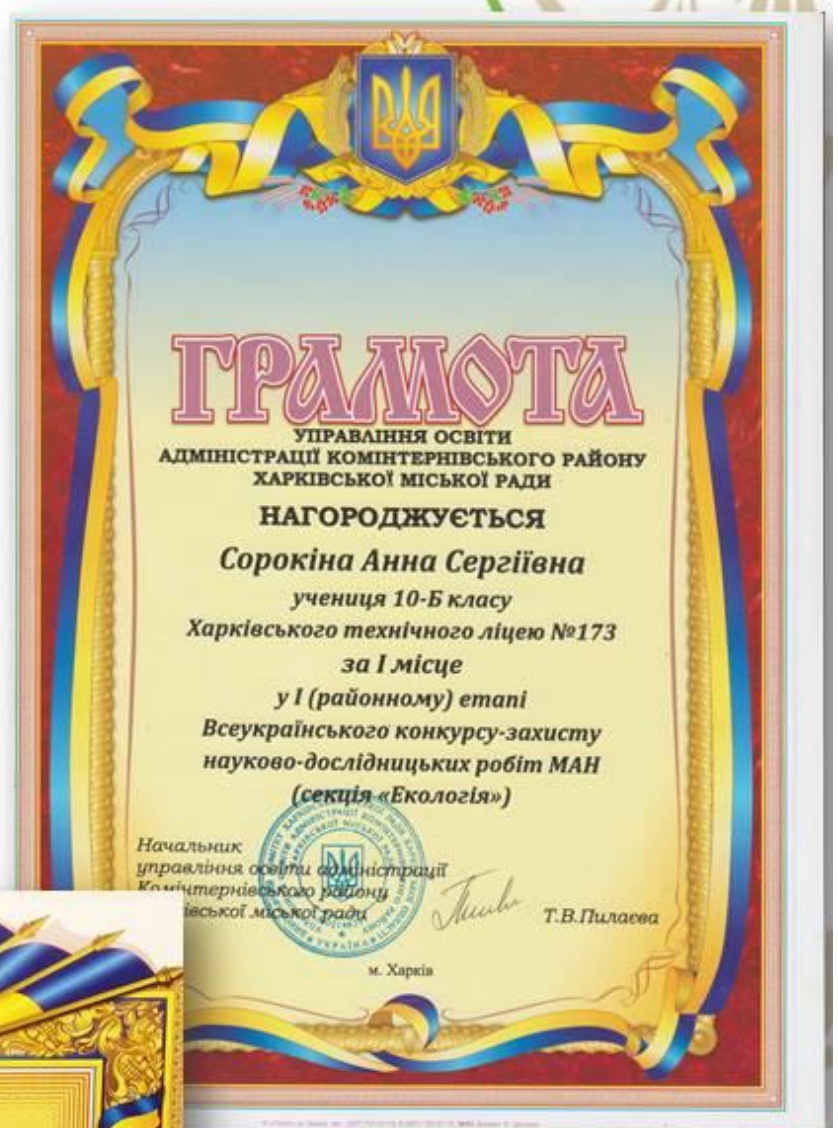 ГРАМОТА
УПРАВЛІННЯ ОСВІТИ
АДМІНІСТРАЦІЇ КОМІНТЕРНІВСЬКОГО РАЙОНУ
ХАРКІВСЬКОЇ МІСЬКОЇ РАДИ
НАГОРОДЖУЄТЬСЯ
Сорокіна Анна Сергіївна
учениця 10-Б класу
Харківського технічного ліцею №173
за І місце
у І (районному) етапі
Всеукраїнського конкурсу-захисту
науково-дослідницьких робіт МАН
(секція «Екологія»)
Начальник
управління освіти адміністрації
Комінтернівського району
івської міської ради Т.В.Пилаєва
УКРАЇНА
м. Харків